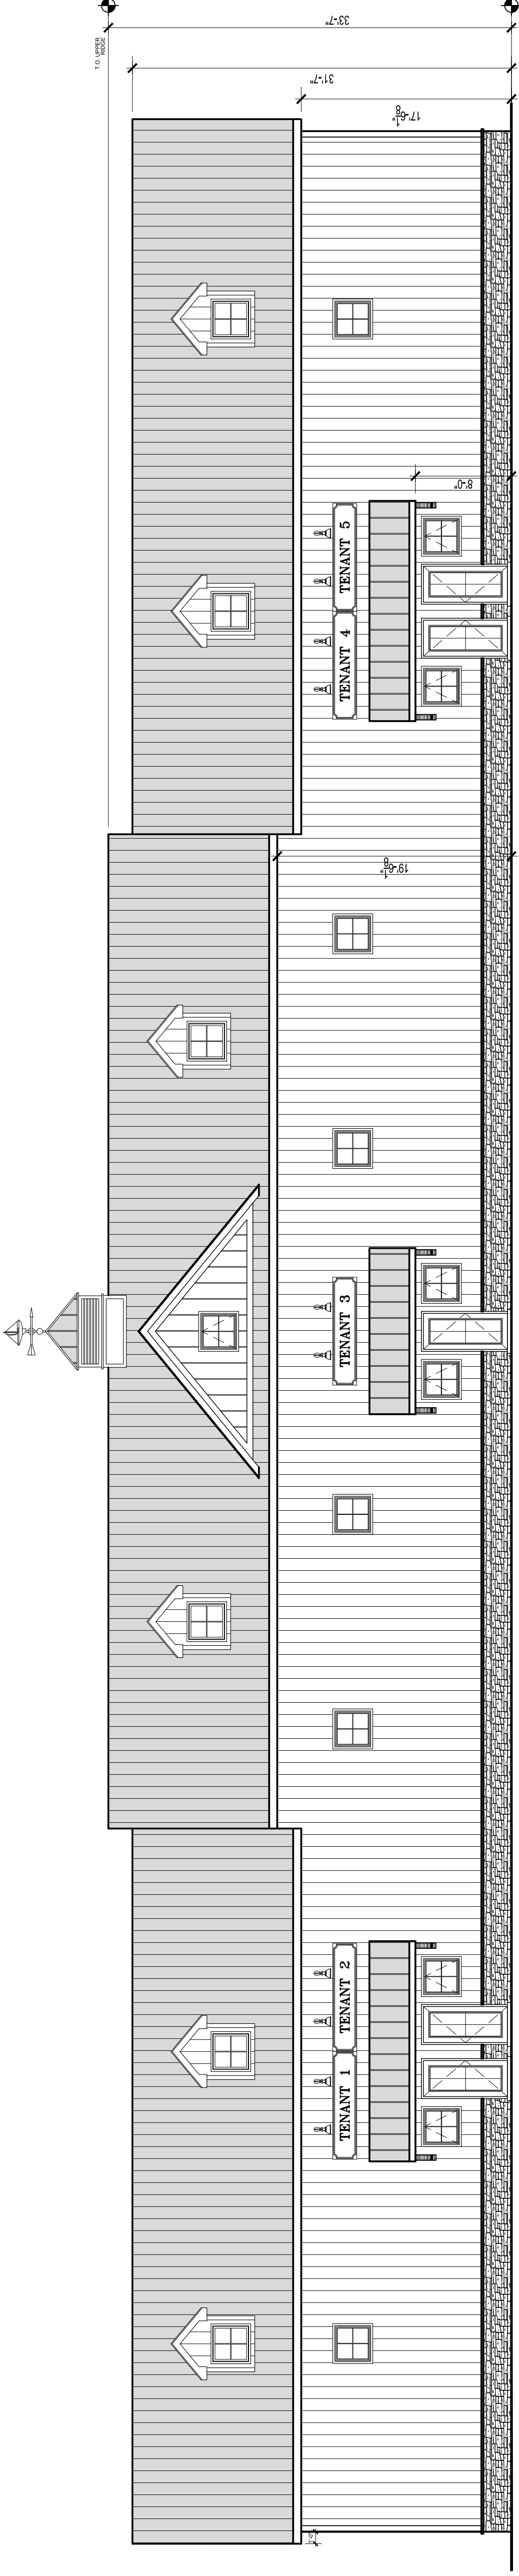 T.O. UPPER
RIDGE
33'-7"
31'-7"
17'-6 1/8"
8'-0"
19'-6 1/8"
TENANT 1
TENANT 2
TENANT 3
TENANT 4
TENANT 5